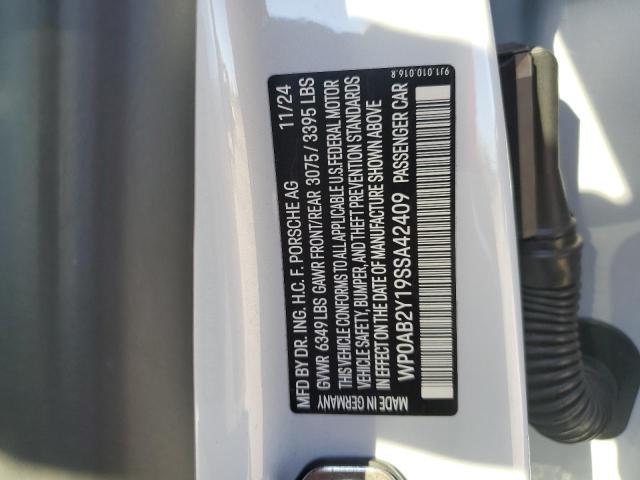 9J1.010.016.R
MFD BY DR. ING. H.C. F. PORSCHE AG 11/24
GVWR 6349 LBS GAWR FRONT/REAR 3075 / 3395 LBS
THIS VEHICLE CONFORMS TO ALL APPLICABLE U.S.FEDERAL MOTOR
VEHICLE SAFETY, BUMPER, AND THEFT PREVENTION STANDARDS
IN EFFECT ON THE DATE OF MANUFACTURE SHOWN ABOVE
WP0AB2Y19SSA42409 PASSENGER CAR
MADE IN GERMANY